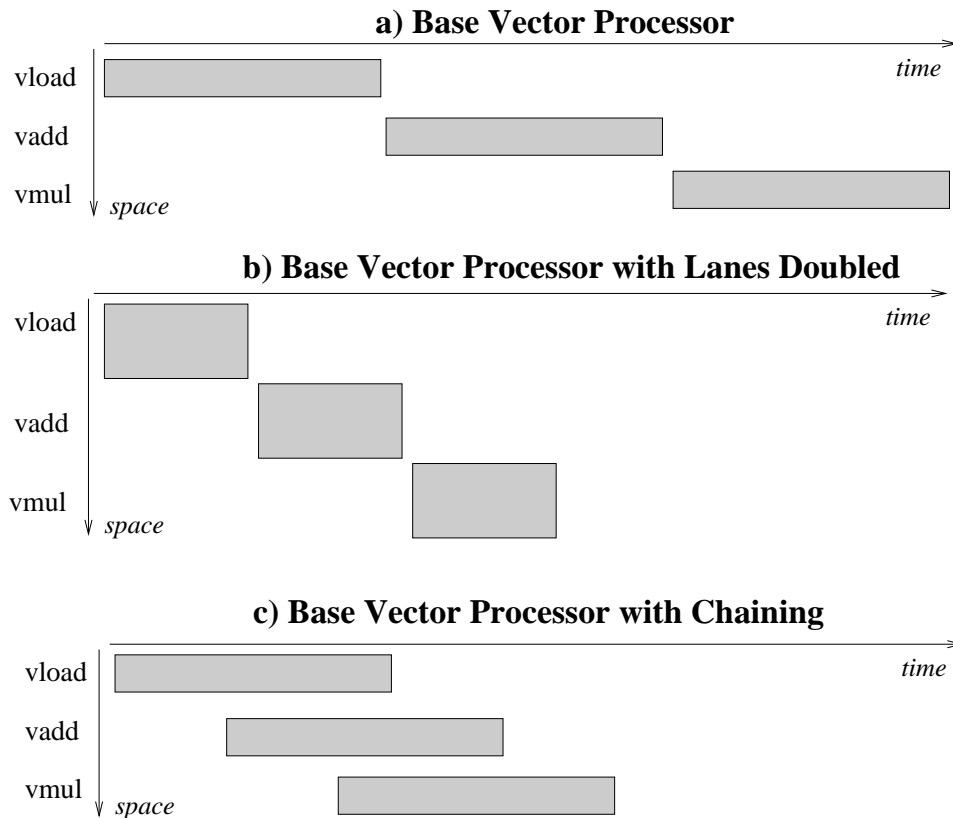 a) Base Vector Processor
time
vload
vadd
vmul
space
b) Base Vector Processor with Lanes Doubled
time
vload
vadd
vmul
space
c) Base Vector Processor with Chaining
time
vload
vadd
vmul
space